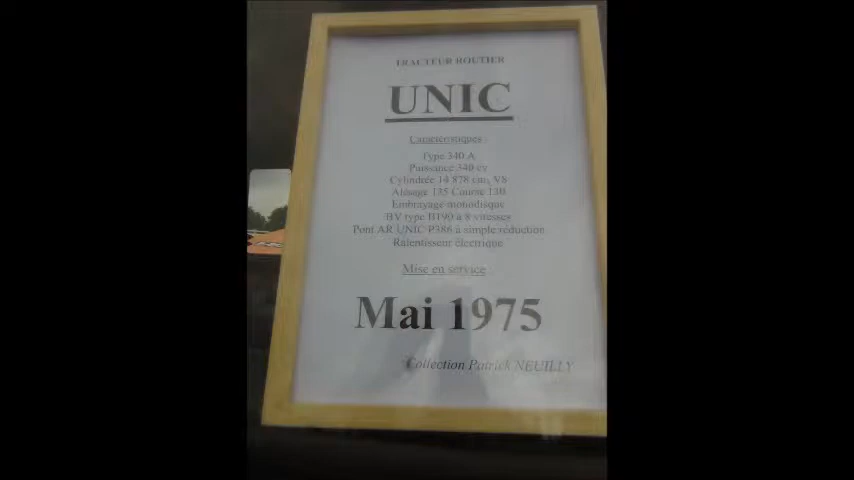 TRACTEUR ROUTIER
UNIC
Caractéristiques :
Type 340 A
Puissance 340 cv
Cylindrée 14 878 cm3 V8
Alésage 135 Course 130
Embrayage monodisque
BV type B190 à 8 vitesses
Pont AR UNIC P386 à simple réduction
Ralentisseur électrique
Mise en service :
Mai 1975
Collection Patrick NEUILLY